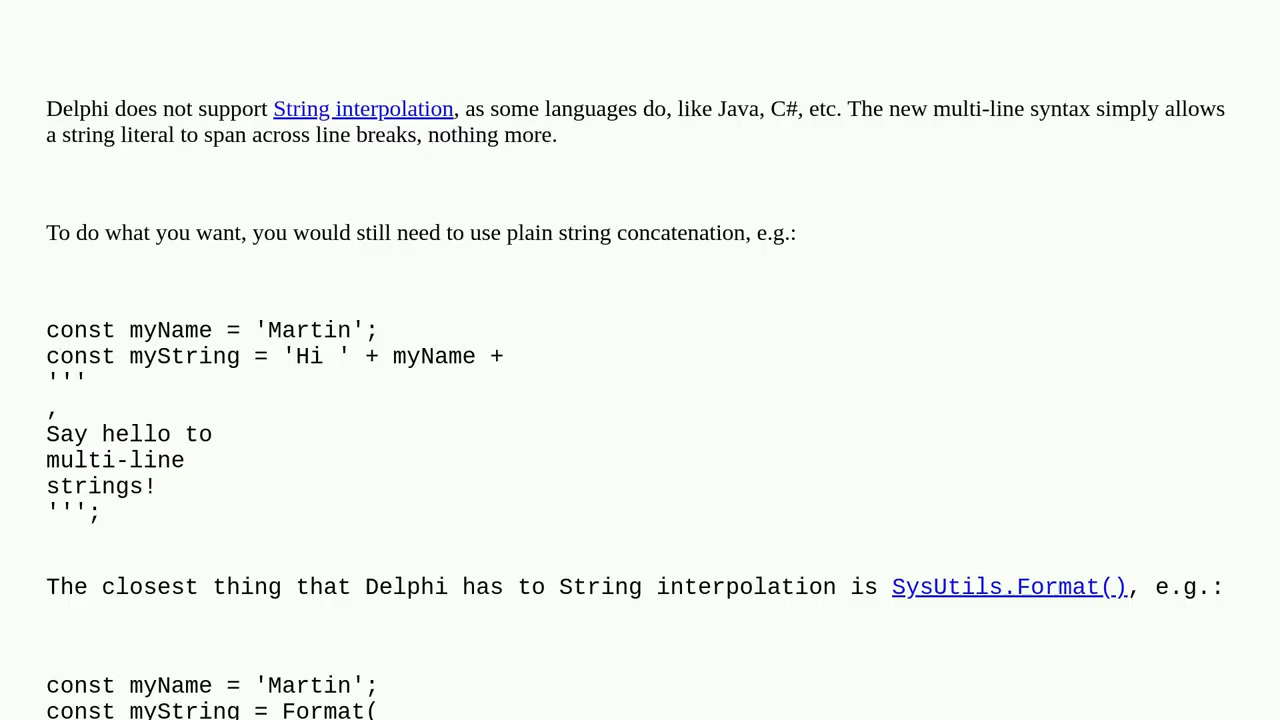 Delphi does not support String interpolation, as some languages do, like Java, C#, etc. The new multi-line syntax simply allows
a string literal to span across line breaks, nothing more.
To do what you want, you would still need to use plain string concatenation, e.g.:
const myName = 'Martin';
const myString = 'Hi ' + myName +
'''
,
Say hello to
multi-line
strings!
''';
The closest thing that Delphi has to String interpolation is SysUtils.Format(), e.g.:
const myName = 'Martin';
const myString = Format(